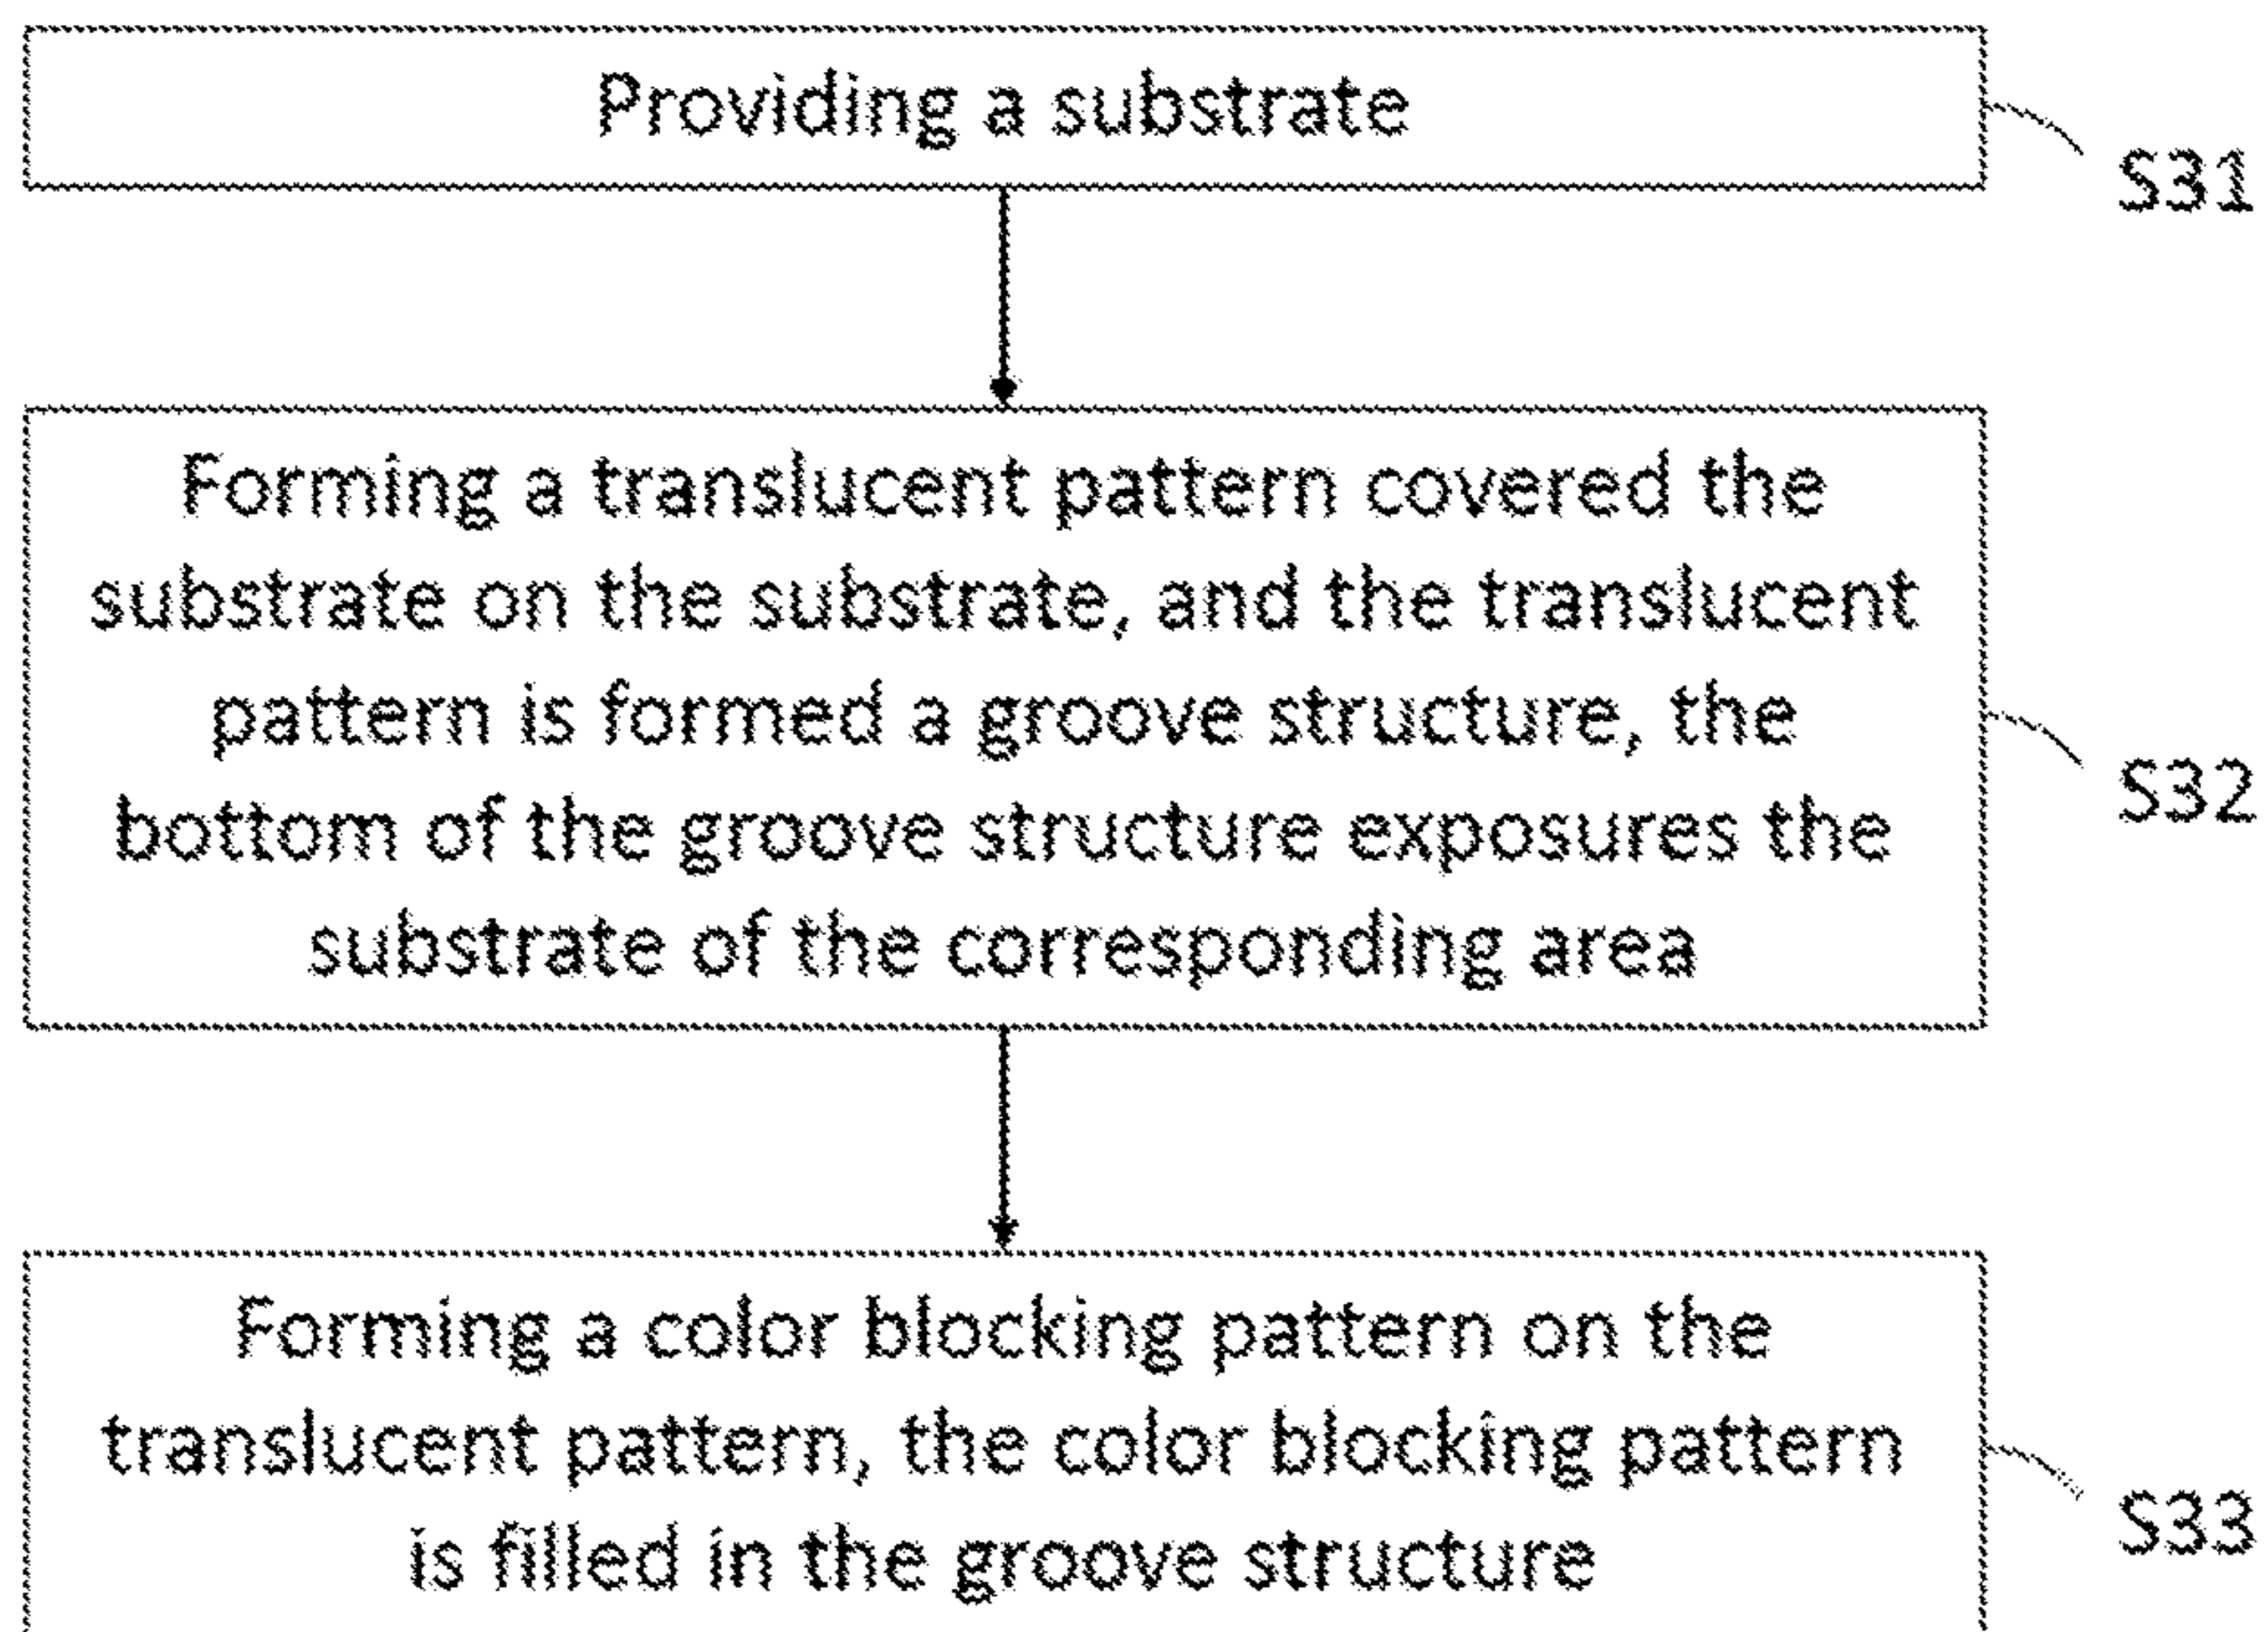 Providing a substrate
S31
Forming a translucent pattern covered the
substrate on the substrate, and the translucent
pattern is formed a groove structure, the
bottom of the groove structure exposures the
substrate of the corresponding area
S32
Forming a color blocking pattern on the
translucent pattern, the color blocking pattern
is filled in the groove structure
S33